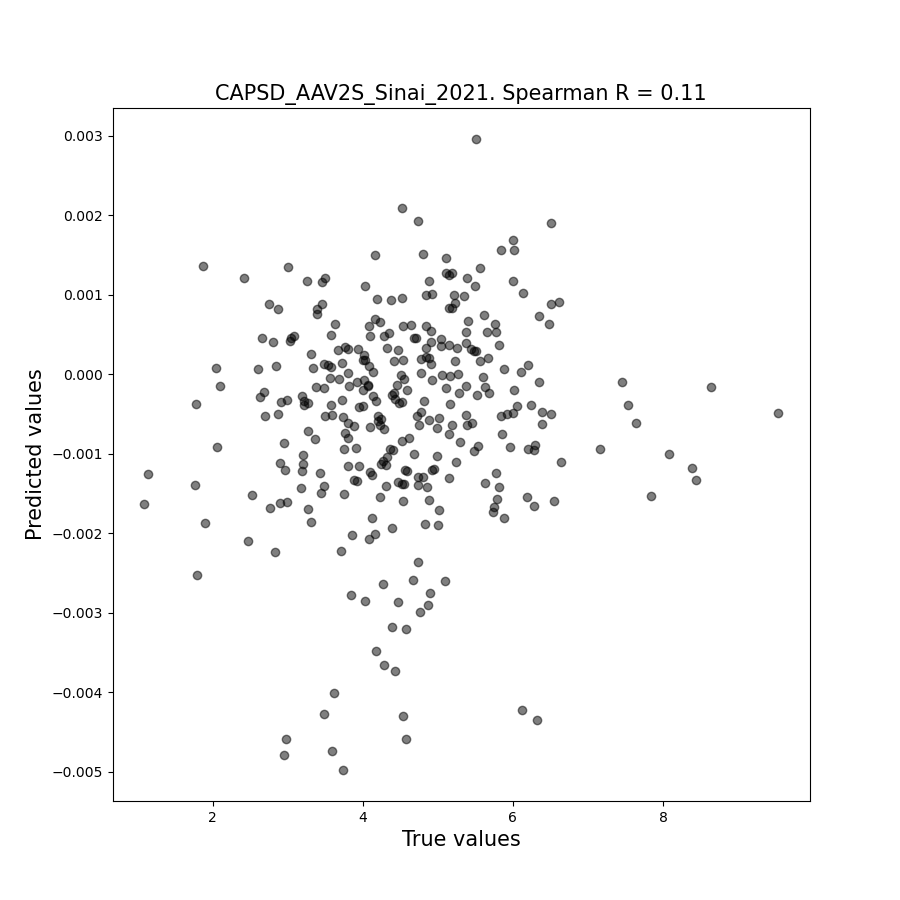 CAPSD_AAV2S_Sinai_2021. Spearman R = 0.11
0.003
0.002
0.001
0.000
−0.001
−0.002
−0.003
−0.004
−0.005
Predicted values
2 4 6 8
True values